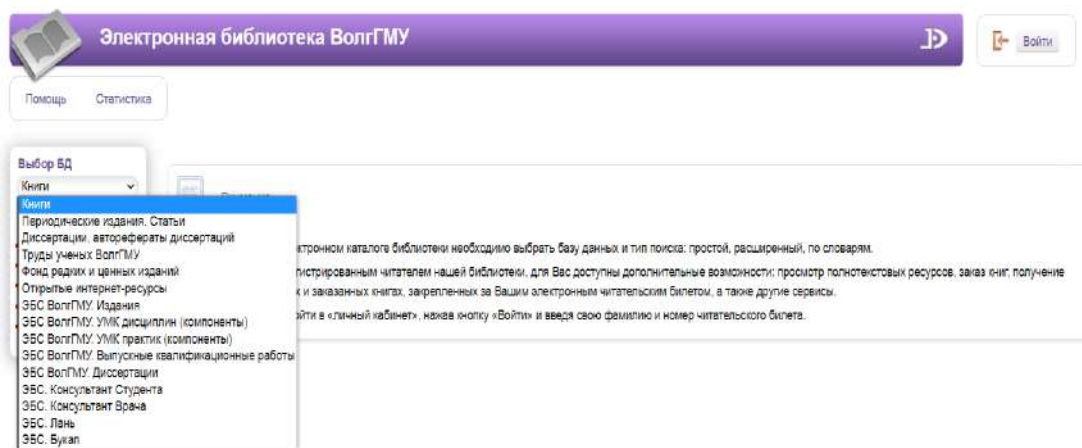 Электронная библиотека ВолгГМУ
Войти
Помощь Статистика
Выбор БД
Книги
Книги
Периодические издания. Статьи
Диссертации, авторефераты диссертаций
Труды ученых ВолгГМУ
Фонд редких и ценных изданий
Открытые интернет-ресурсы
ЭБС ВолгГМУ. Издания
ЭБС ВолгГМУ. УМК дисциплин (компоненты)
ЭБС ВолгГМУ. УМК практик (компоненты)
ЭБС ВолгГМУ. Выпускные квалификационные работы
ЭБС ВолгГМУ. Диссертации
ЭБС. Консультант Студента
ЭБС. Консультант Врача
ЭБС. Лань
ЭБС. Букап
ктронном каталоге библиотеки необходимо выбрать базу данных и тип поиска: простой, расширенный, по словарям.
гистрированным читателем нашей библиотеки, для Вас доступны дополнительные возможности: просмотр полнотекстовых ресурсов, заказ книг, получение
х и заказанных книгах, закрепленных за Вашим электронным читательским билетом, а также другие сервисы.
ойти в «личный кабинет», нажав кнопку «Войти» и введя свою фамилию и номер читательского билета.